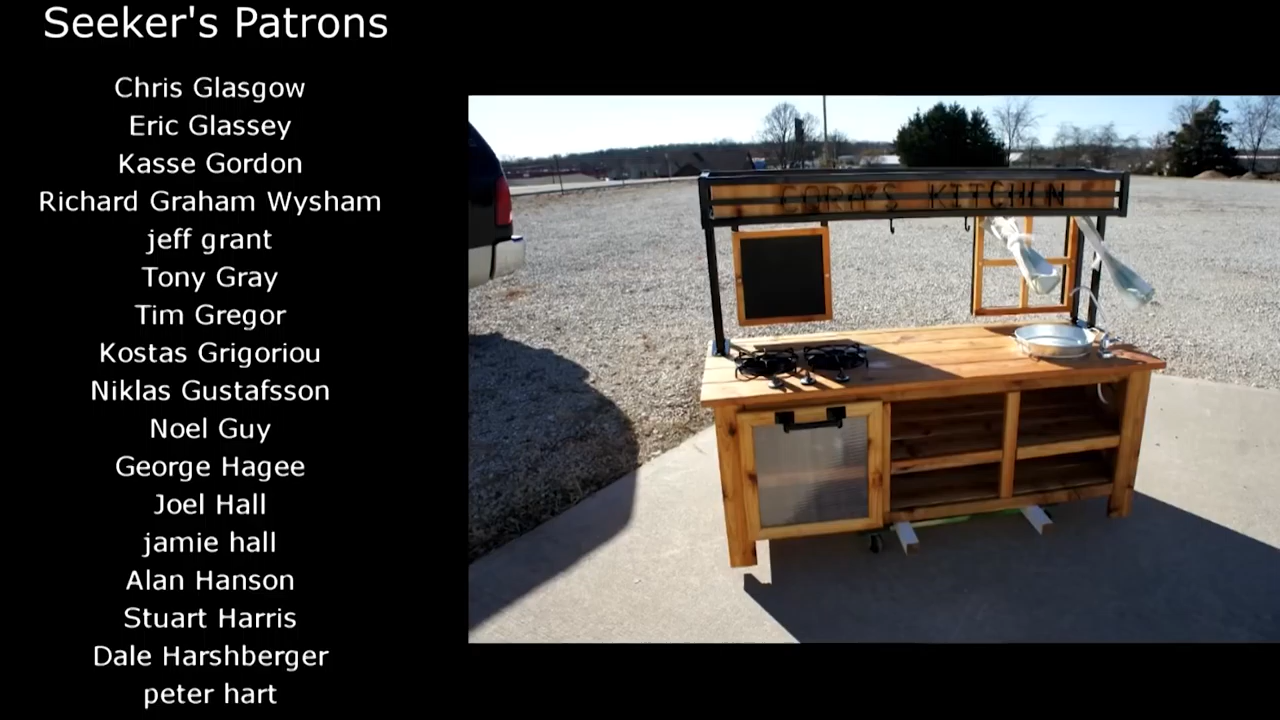 Seeker's Patrons
Chris Glasgow
Eric Glassey
Kasse Gordon
Richard Graham Wysham
jeff grant
Tony Gray
Tim Gregor
Kostas Grigoriou
Niklas Gustafsson
Noel Guy
George Hagee
Joel Hall
jamie hall
Alan Hanson
Stuart Harris
Dale Harshberger
peter hart
CORA'S KITCHEN